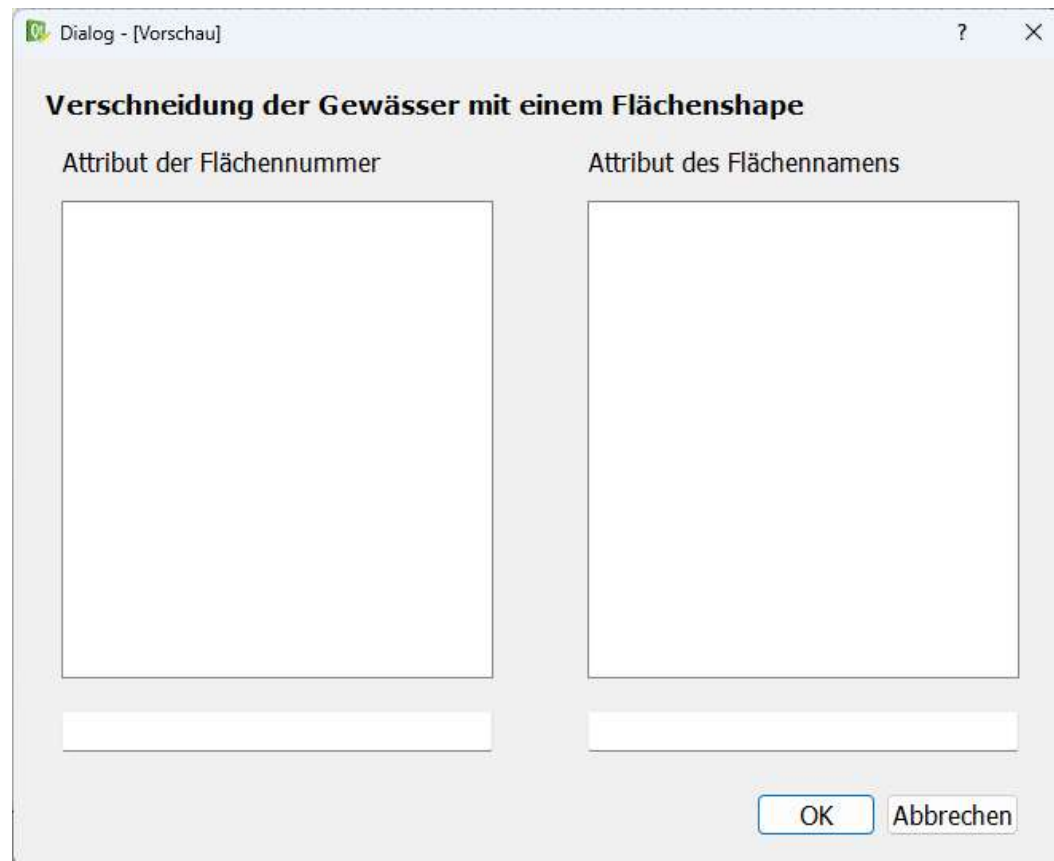 Dialog - [Vorschau] ?
Verschneidung der Gewässer mit einem Flächenshape
Attribut der Flächennummer Attribut des Flächennamens
OK Abbrechen